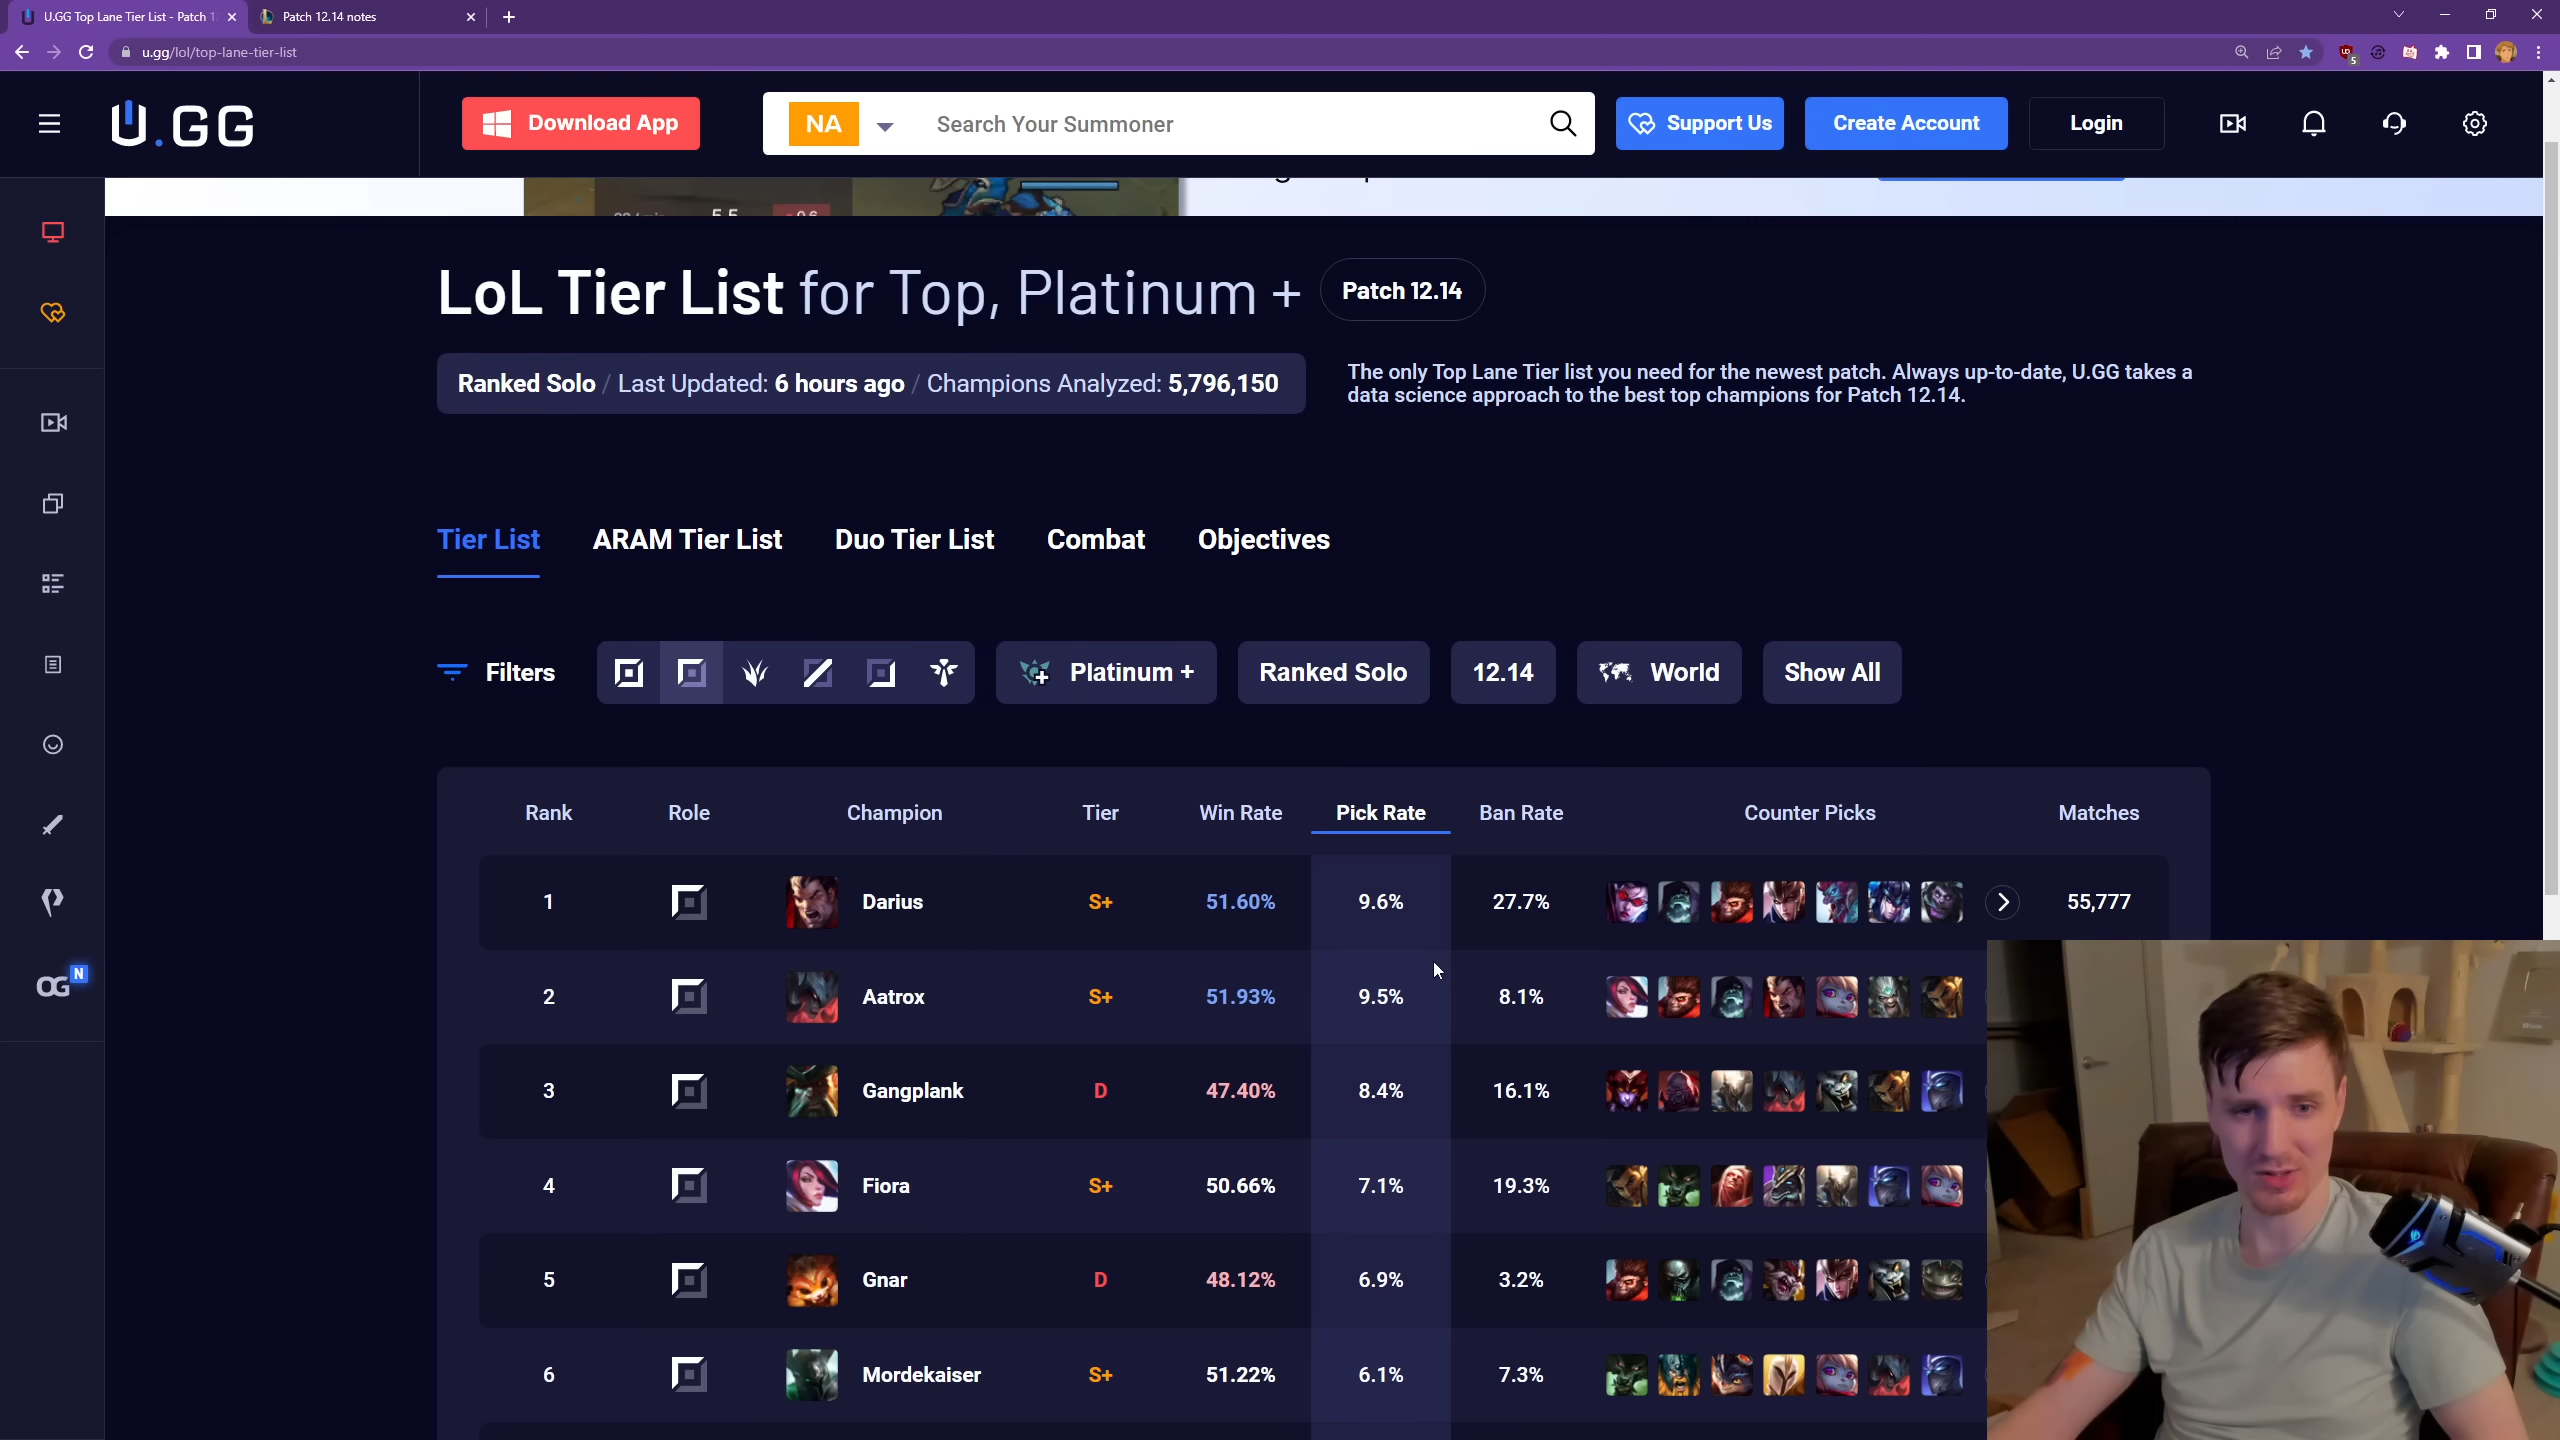 U.GG Top Lane Tier List - Patch 1
Patch 12.14 notes
u.gg/lol/top-lane-tier-list
5
U.GG
Download App
NA
Search Your Summoner
Support Us
Create Account
Login
5.5
LoL Tier List for Top, Platinum +
Patch 12.14
Ranked Solo / Last Updated: 6 hours ago / Champions Analyzed: 5,796,150
The only Top Lane Tier list you need for the newest patch. Always up-to-date, U.GG takes a
data science approach to the best top champions for Patch 12.14.
Tier List
ARAM Tier List
Duo Tier List
Combat
Objectives
Filters
Platinum +
Ranked Solo
12.14
World
Show All
Rank Role Champion Tier Win Rate Pick Rate Ban Rate Counter Picks Matches
1 Darius S+ 51.60% 9.6% 27.7% 55,777
2 Aatrox S+ 51.93% 9.5% 8.1%
3 Gangplank D 47.40% 8.4% 16.1%
4 Fiora S+ 50.66% 7.1% 19.3%
5 Gnar D 48.12% 6.9% 3.2%
6 Mordekaiser S+ 51.22% 6.1% 7.3%
OG N